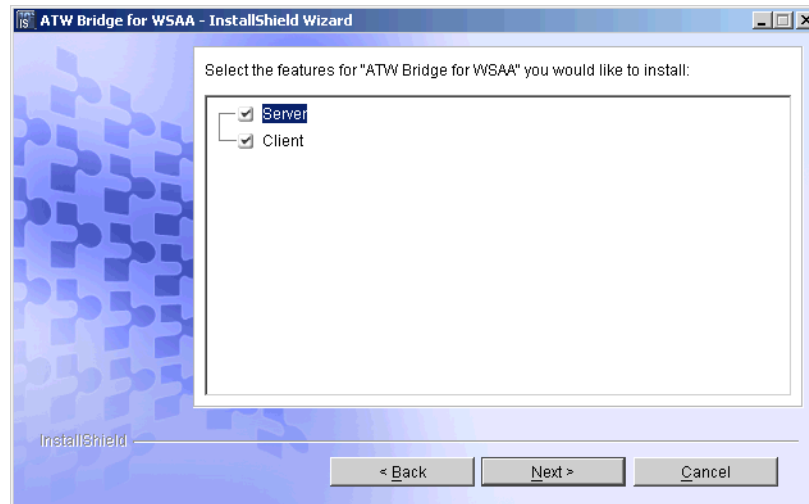 ATW Bridge for WSAA - InstallShield Wizard
Select the features for "ATW Bridge for WSAA" you would like to install:
Server
Client
InstallShield
< Back Next > Cancel